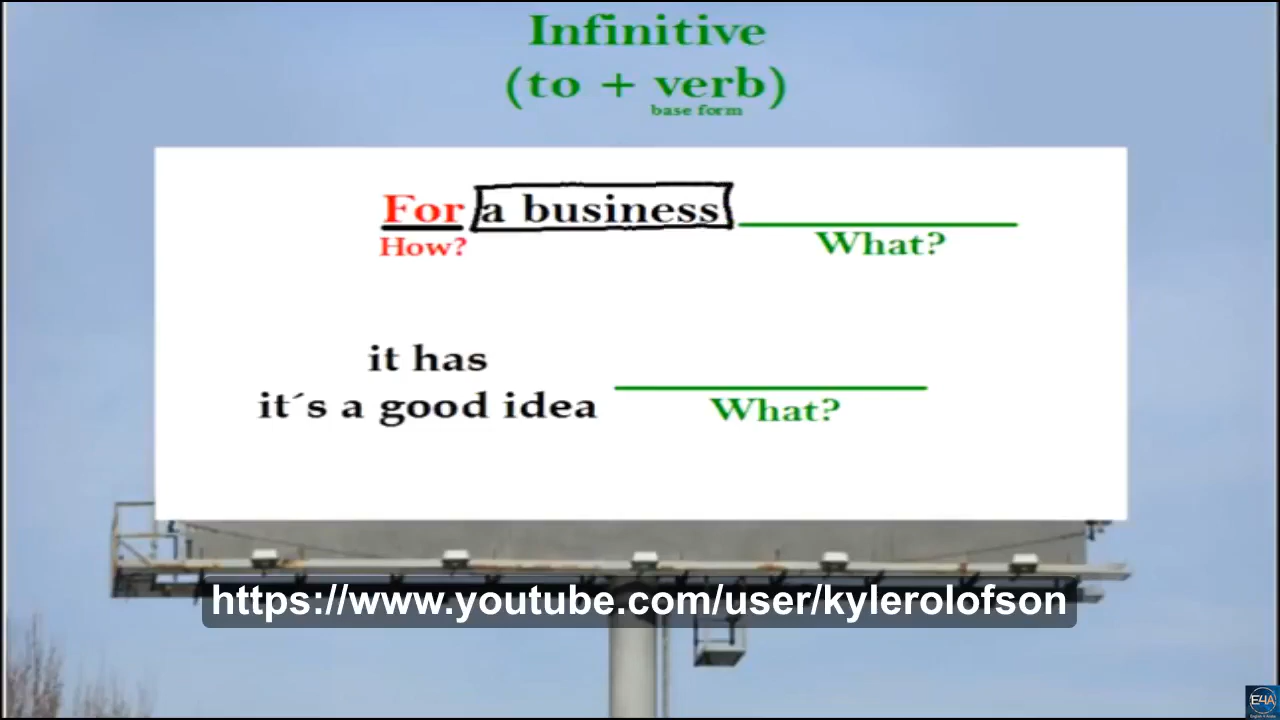 Infinitive
(to + verb)
base form
For a business
How? What?
it has
it´s a good idea
What?
https://www.youtube.com/user/kylerolofson
E4A